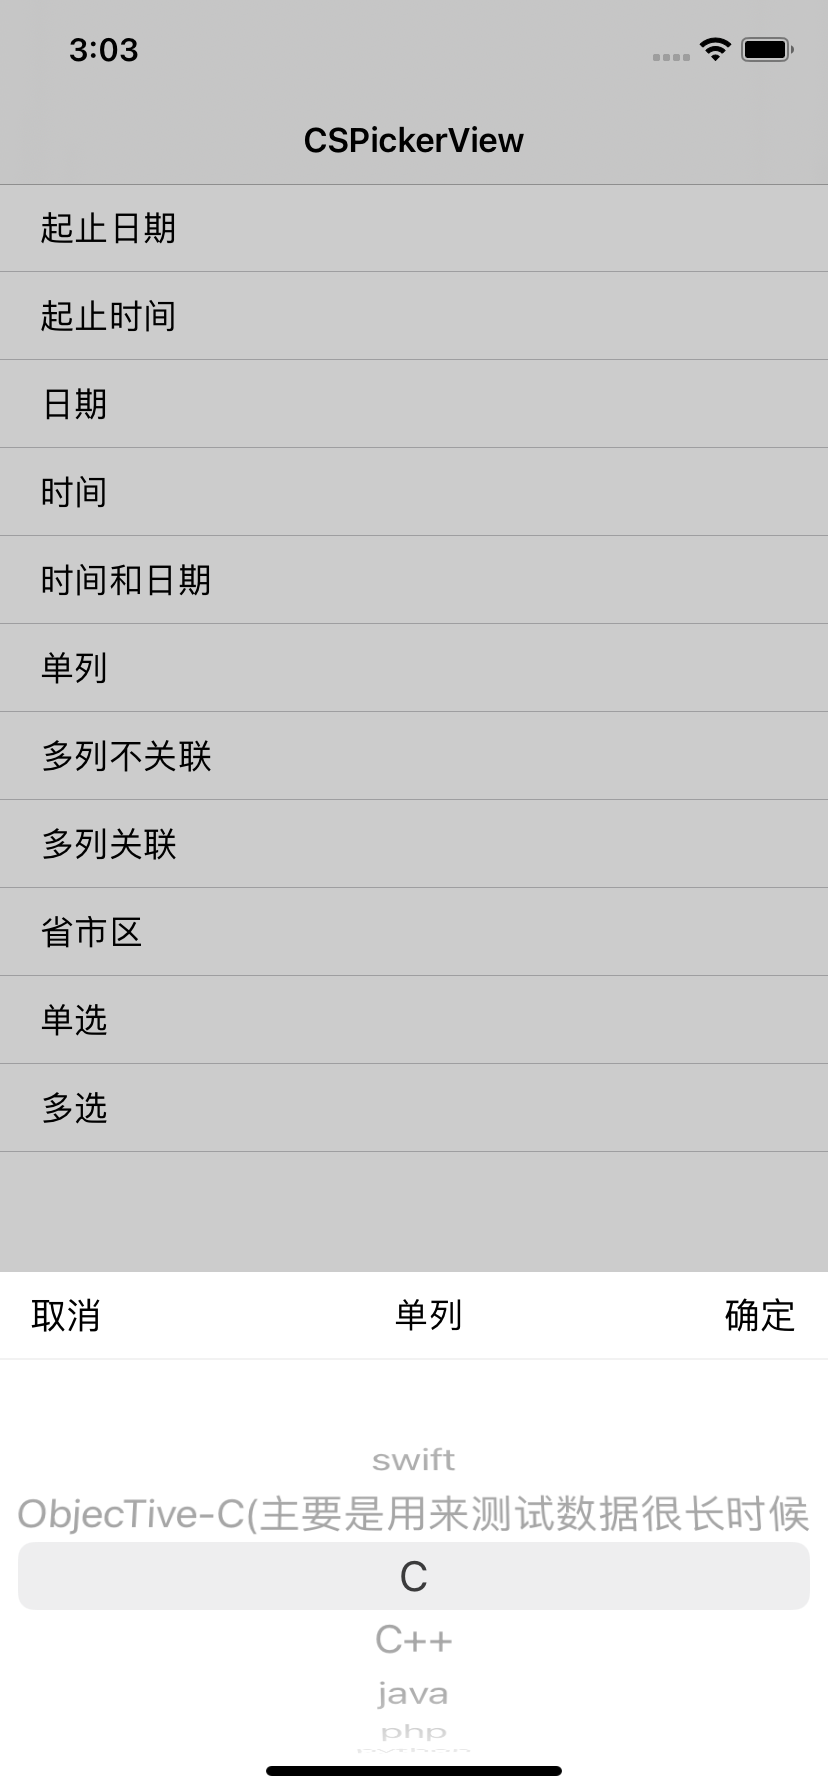 3:03
CSPickerView
起止日期
起止时间
日期
时间
时间和日期
单列
多列不关联
多列关联
省市区
单选
多选
取消 单列 确定
swift
ObjecTive-C(主要是用来测试数据很长时候
C
C++
java
php
python